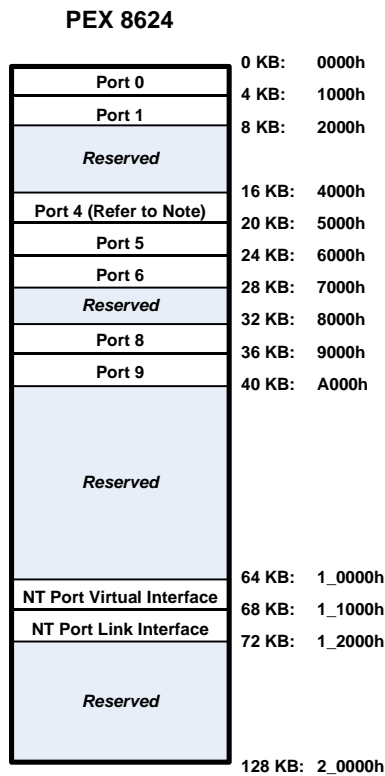 PEX 8624
0 KB: 0000h
Port 0
4 KB: 1000h
Port 1
8 KB: 2000h
Reserved
16 KB: 4000h
Port 4 (Refer to Note)
20 KB: 5000h
Port 5
24 KB: 6000h
Port 6
28 KB: 7000h
Reserved
32 KB: 8000h
Port 8
36 KB: 9000h
Port 9
40 KB: A000h
Reserved
64 KB: 1_0000h
NT Port Virtual Interface
68 KB: 1_1000h
NT Port Link Interface
72 KB: 1_2000h
Reserved
128 KB: 2_0000h